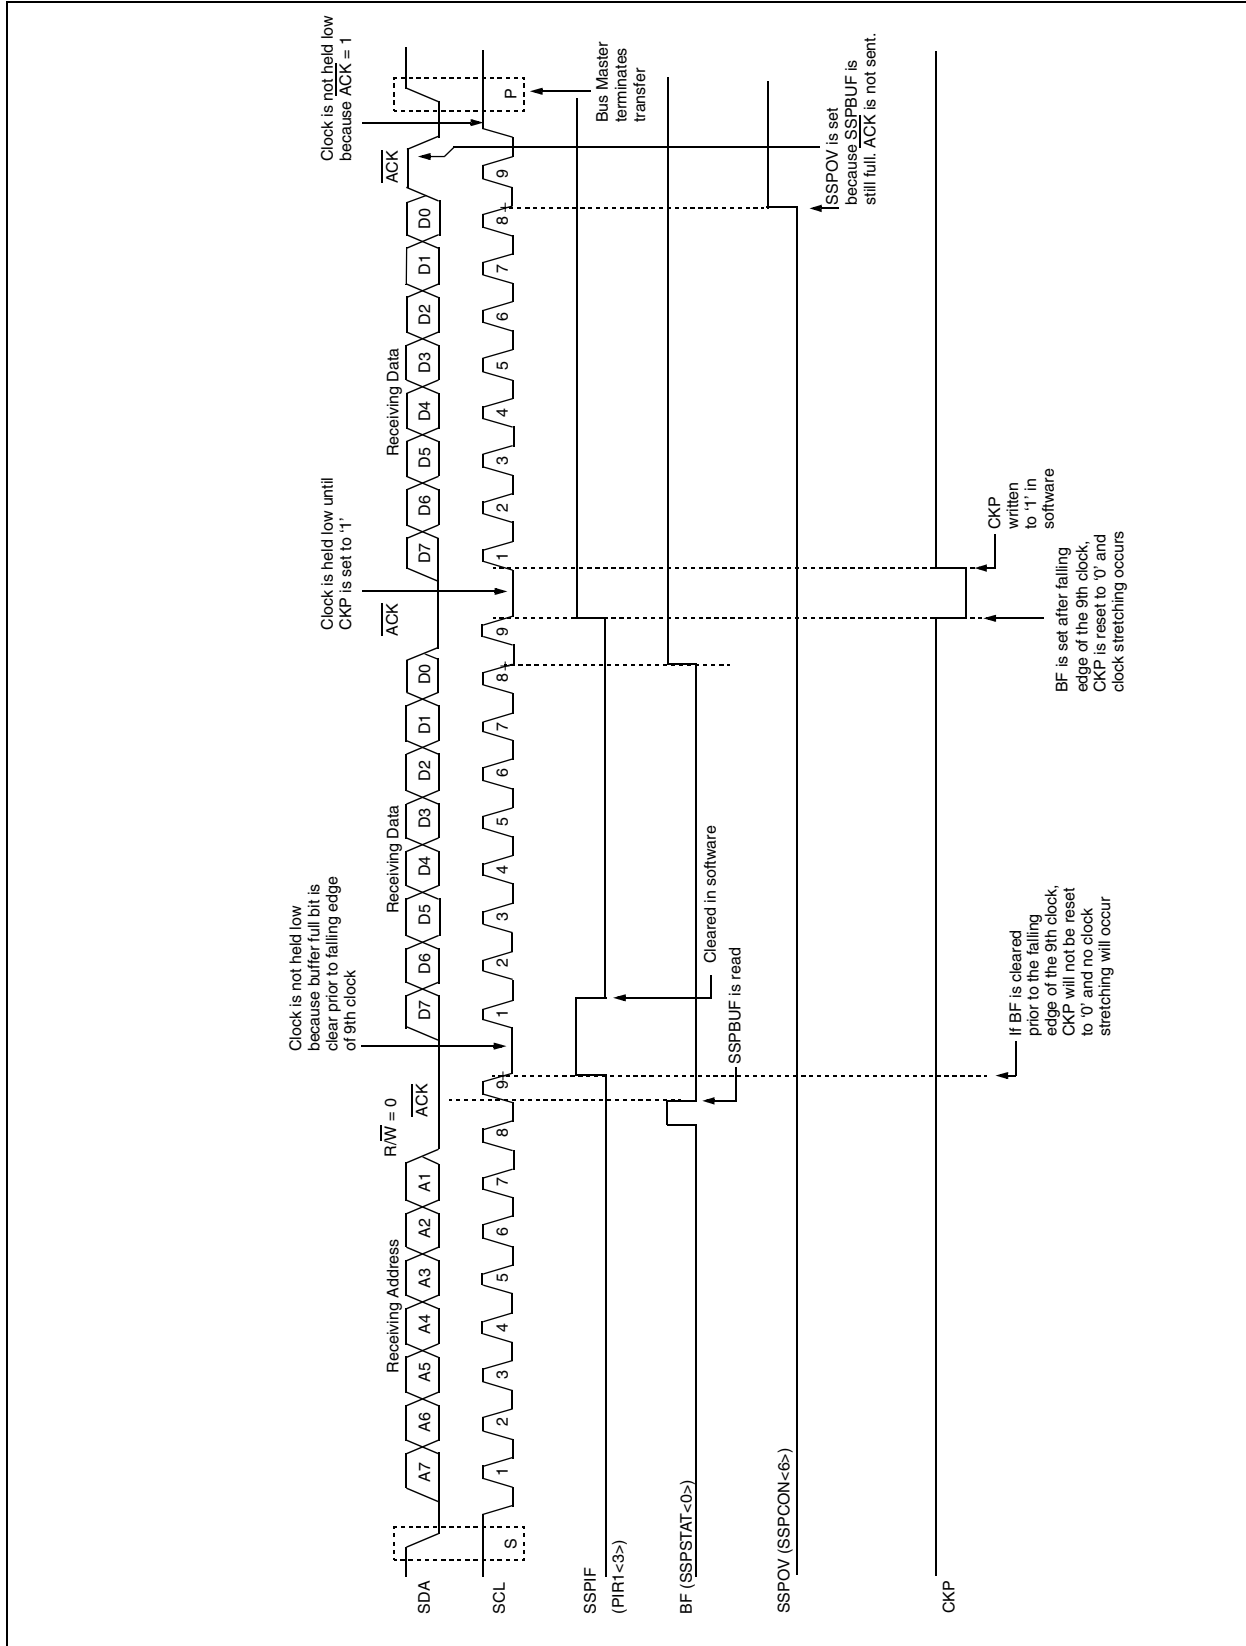 Clock is not held low
because ACK = 1
Clock is held low until
CKP is set to ‘1’
Clock is not held low
because buffer full bit is
clear prior to falling edge
of 9th clock
Receiving Address
R/W = 0
ACK
Receiving Data
ACK
Receiving Data
ACK
SDA
A7 A6 A5 A4 A3 A2 A1
D7 D6 D5 D4 D3 D2 D1 D0
D7 D6 D5 D4 D3 D2 D1 D0
SCL
S
1 2 3 4 5 6 7 8 9
1 2 3 4 5 6 7 8 9
1 2 3 4 5 6 7 8 9
P
SSPIF
(PIR1<3>)
Cleared in software
Bus Master
terminates
transfer
BF (SSPSTAT<0>)
SSPBUF is read
SSPOV (SSPCON<6>)
SSPOV is set
because SSPBUF is
still full. ACK is not sent.
CKP
CKP
written
to ‘1’ in
software
If BF is cleared
prior to the falling
edge of the 9th clock,
CKP will not be reset
to ‘0’ and no clock
stretching will occur
BF is set after falling
edge of the 9th clock,
CKP is reset to ‘0’ and
clock stretching occurs